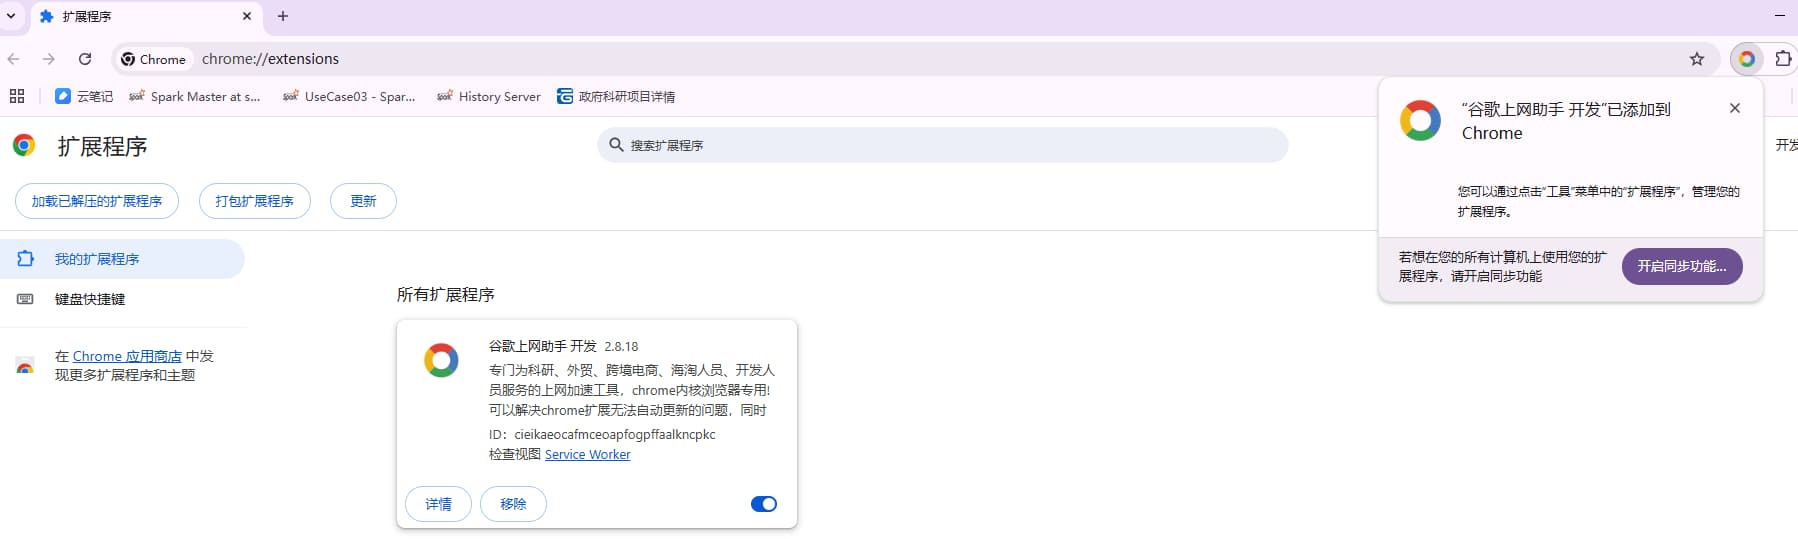 扩展程序
Chrome
chrome://extensions
云笔记
Spark Master at s...
UseCase03 - Spar...
History Server
政府科研项目详情
扩展程序
搜索扩展程序
开发
加载已解压的扩展程序
打包扩展程序
更新
“谷歌上网助手 开发”已添加到
Chrome
您可以通过点击“工具”菜单中的“扩展程序”，管理您的
扩展程序。
若想在您的所有计算机上使用您的扩
展程序，请开启同步功能
开启同步功能...
我的扩展程序
键盘快捷键
在 Chrome 应用商店 中发
现更多扩展程序和主题
所有扩展程序
谷歌上网助手 开发 2.8.18
专门为科研、外贸、跨境电商、海淘人员、开发人
员服务的上网加速工具，chrome内核浏览器专用!
可以解决chrome扩展无法自动更新的问题，同时
ID：cieikaeocafmceoapfogpffaalkncpkc
检查视图 Service Worker
详情
移除